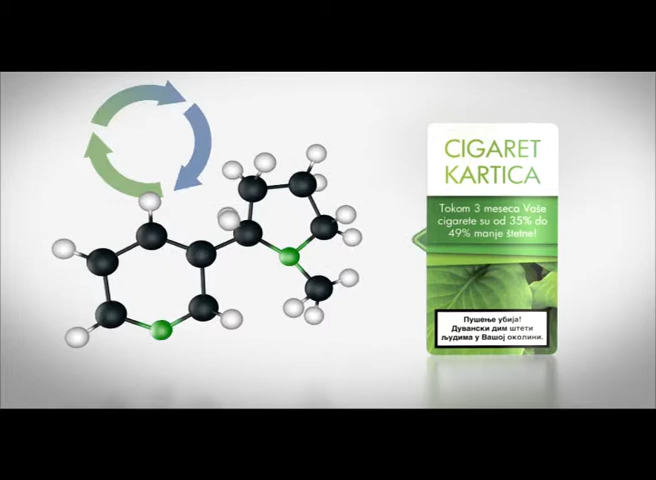 CIGARET
KARTICA
Tokom 3 meseca Vaše
cigarete su od 35% do
49% manje štetne!
Пушење убија!
Дувански дим штети
људима у Вашој околини.